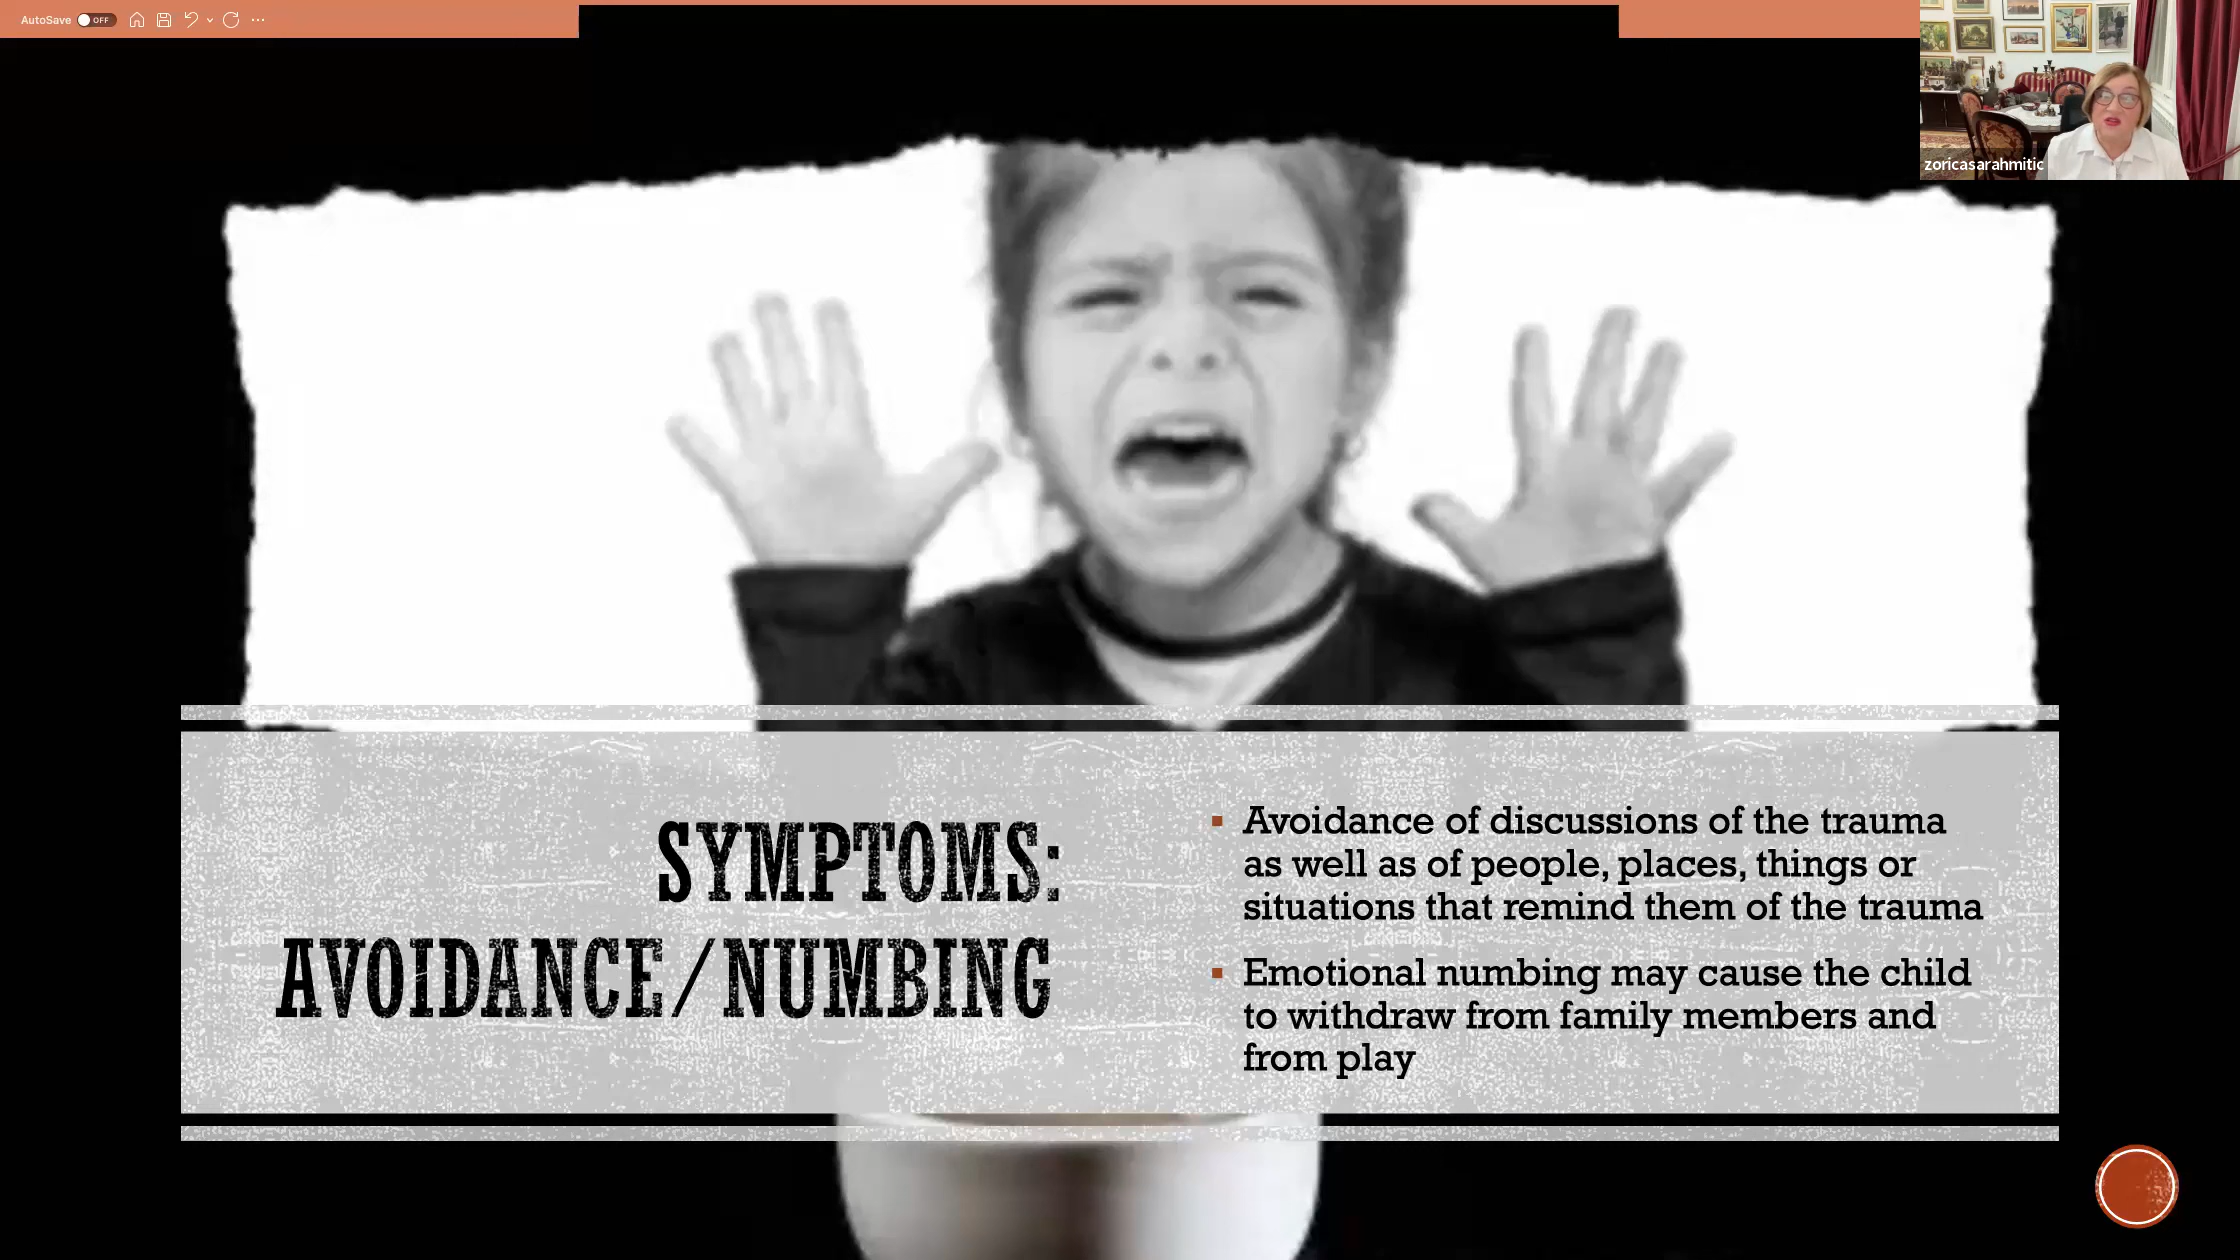 AutoSave OFF
zoricasarahmitic
SYMPTOMS:
AVOIDANCE/NUMBING
Avoidance of discussions of the trauma
as well as of people, places, things or
situations that remind them of the trauma
Emotional numbing may cause the child
to withdraw from family members and
from play